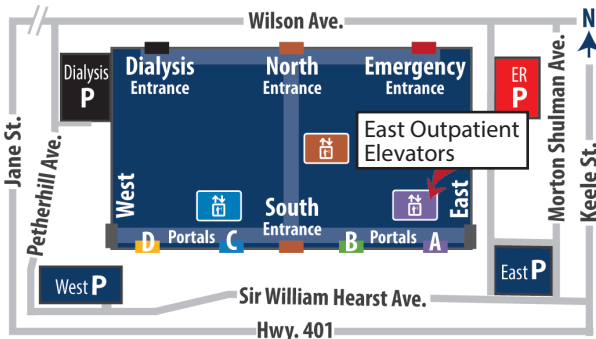 Wilson Ave.
N
Jane St.
Petherhill Ave.
Dialysis
P
Dialysis
Entrance
North
Entrance
Emergency
Entrance
ER
P
Morton Shulman Ave.
Keele St.
East Outpatient
Elevators
West
East
South
Entrance
D Portals C
B Portals A
West P
East P
Sir William Hearst Ave.
Hwy. 401